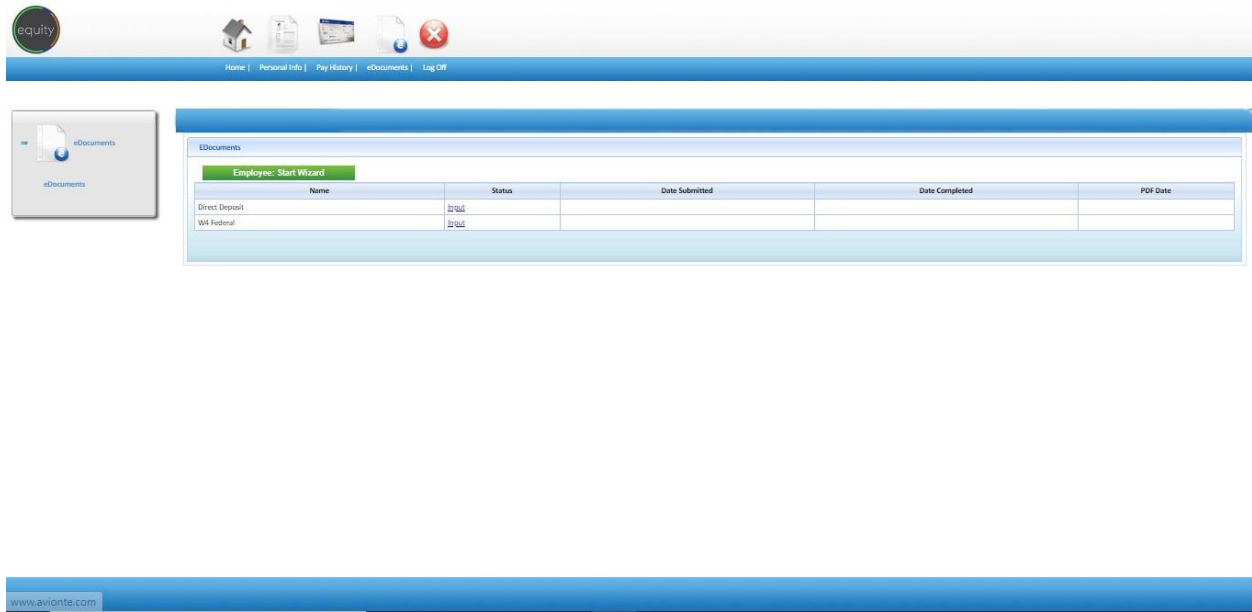 equity
Home | Personal Info | Pay History | eDocuments | Log Off
eDocuments
eDocuments
EDocuments
Employee: Start Wizard
Name Status Date Submitted Date Completed PDF Date
Direct Deposit Input
W4 Federal Input
www.avionte.com